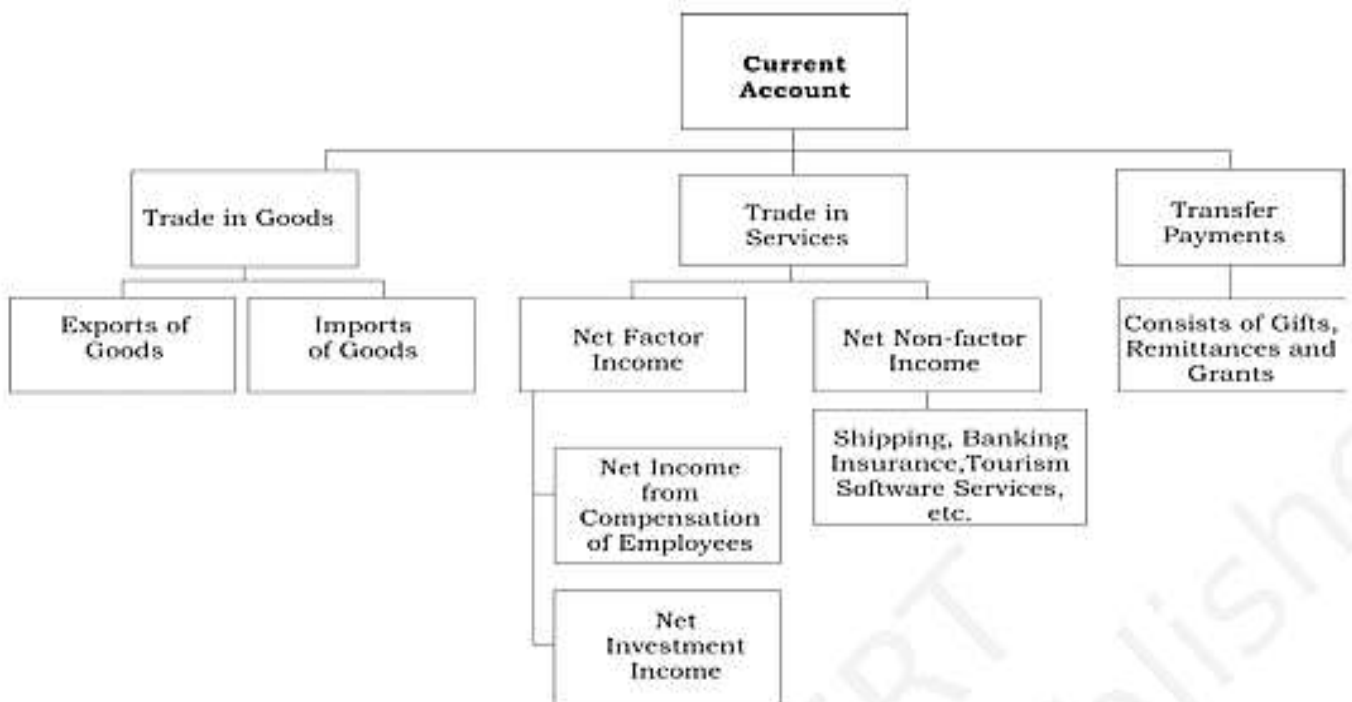 Current
Account
Trade in Goods
Trade in
Services
Transfer
Payments
Exports of
Goods
Imports
of Goods
Net Factor
Income
Net Non-factor
Income
Consists of Gifts,
Remittances and
Grants
Net Income
from
Compensation
of Employees
Shipping, Banking
Insurance,Tourism
Software Services,
etc.
Net
Investment
Income